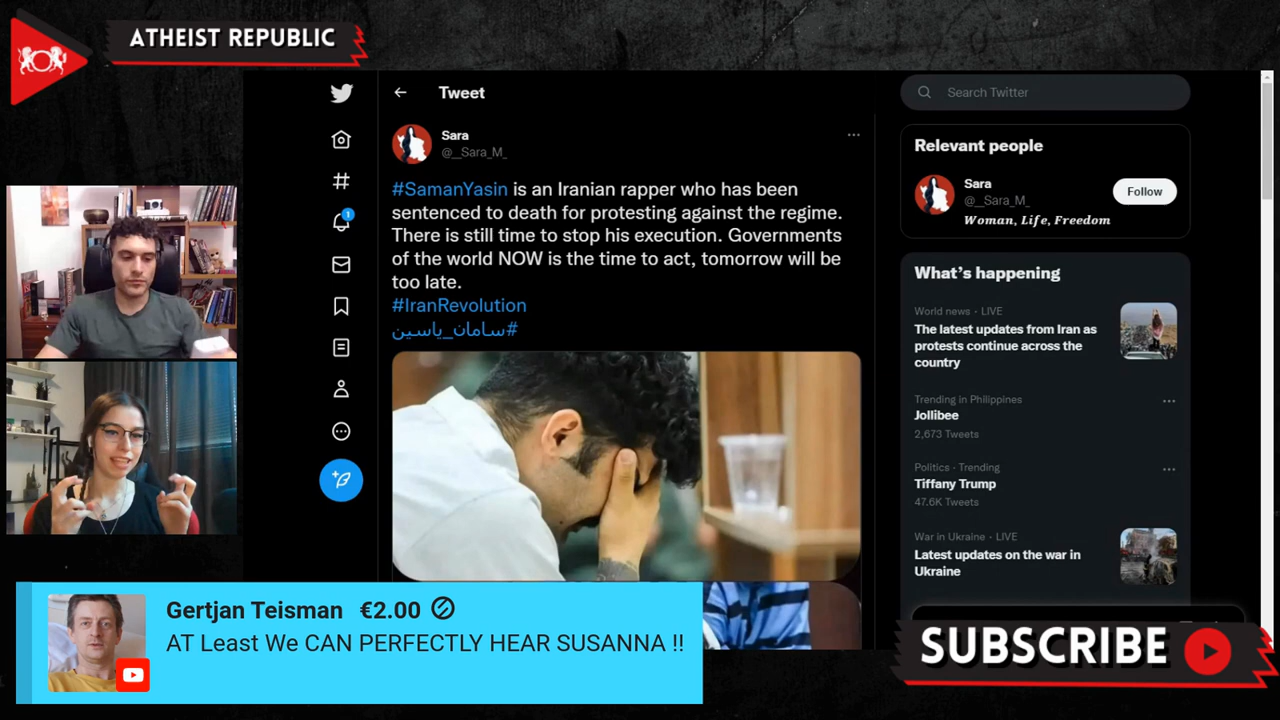 ATHEIST REPUBLIC
Tweet
Sara
@__Sara_M_
#SamanYasin is an Iranian rapper who has been
sentenced to death for protesting against the regime.
There is still time to stop his execution. Governments
of the world NOW is the time to act, tomorrow will be
too late.
#IranRevolution
#سامان_یاسین
Search Twitter
Relevant people
Sara
@__Sara_M_
Follow
Woman, Life, Freedom
What's happening
World news · LIVE
The latest updates from Iran as
protests continue across the
country
Trending in Philippines
Jollibee
2,673 Tweets
Politics · Trending
Tiffany Trump
47.6K Tweets
War in Ukraine · LIVE
Latest updates on the war in
Ukraine
1
Gertjan Teisman €2.00
AT Least We CAN PERFECTLY HEAR SUSANNA !!
SUBSCRIBE